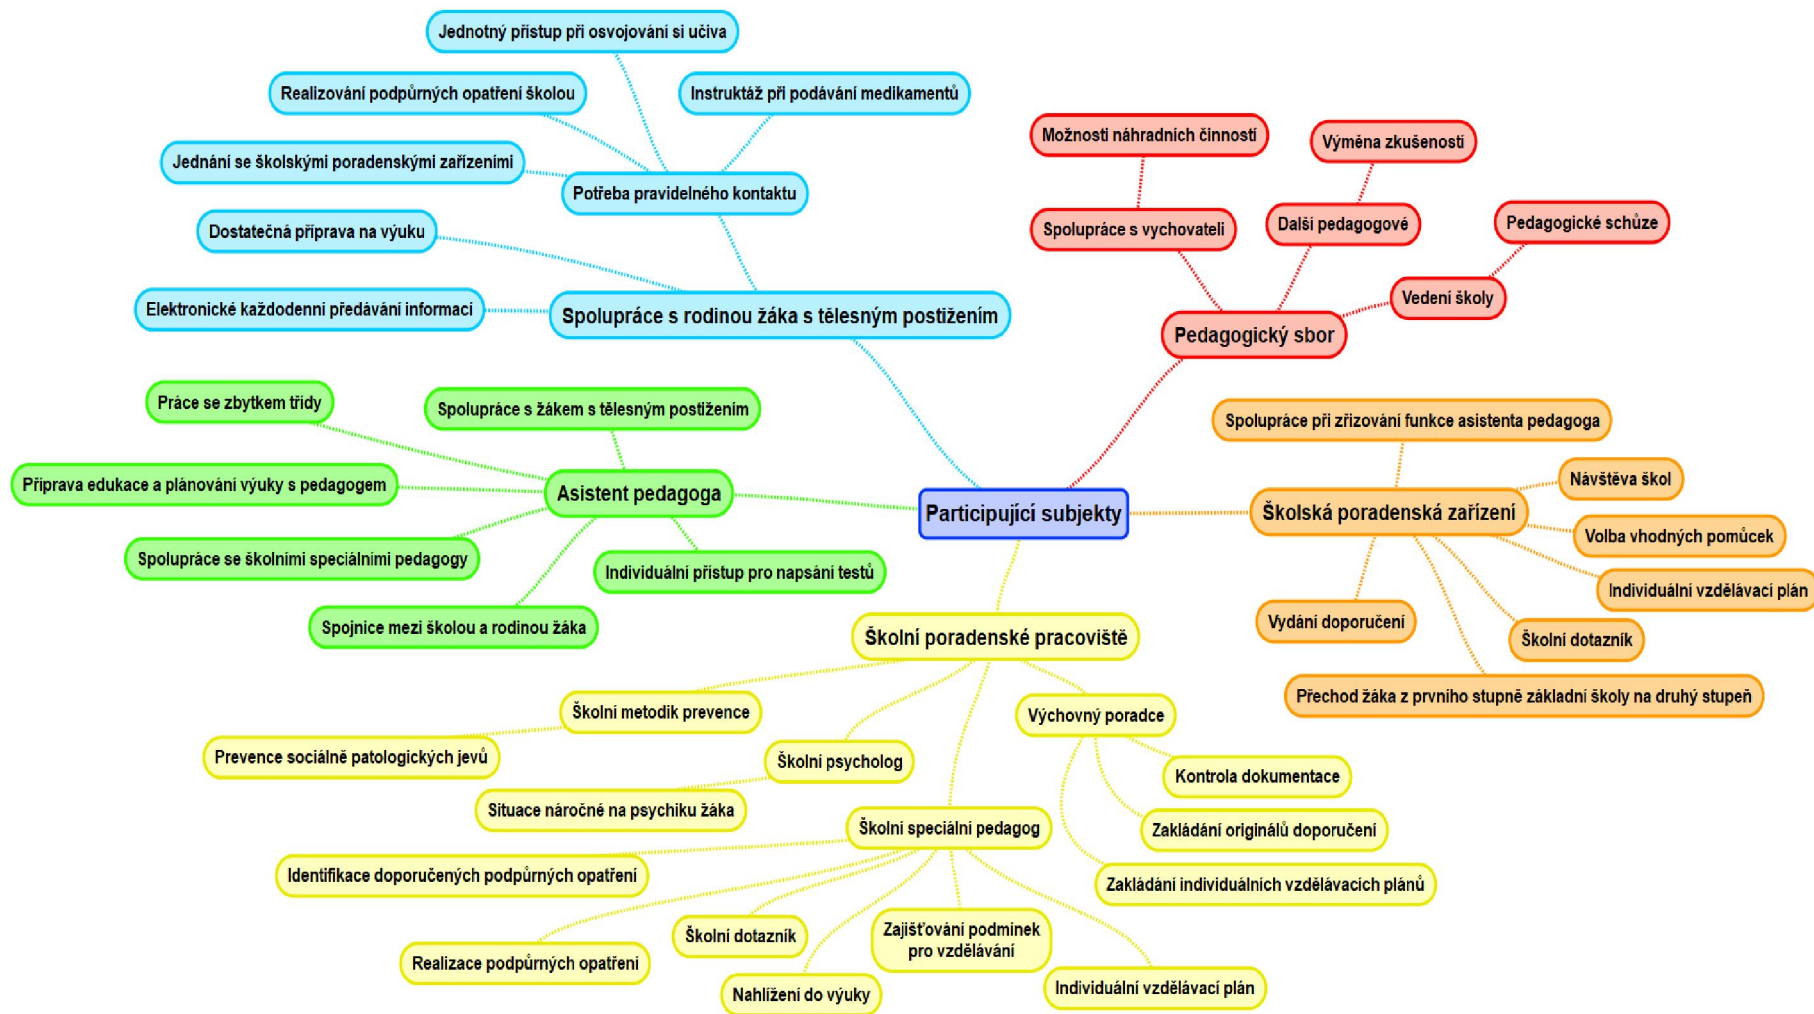 Jednotný přístup při osvojování si učiva
Realizování podpůrných opatření školou
Instruktáž při podávání medikamentů
Jednání se školskými poradenskými zařízeními
Potřeba pravidelného kontaktu
Dostatečná příprava na výuku
Elektronické každodenní předávání informací
Spolupráce s rodinou žáka s tělesným postižením
Možnosti náhradních činností
Výměna zkušeností
Spolupráce s vychovateli
Další pedagogové
Pedagogické schůze
Vedení školy
Pedagogický sbor
Práce se zbytkem třídy
Spolupráce s žákem s tělesným postižením
Příprava edukace a plánování výuky s pedagogem
Asistent pedagoga
Spolupráce se školními speciálními pedagogy
Individuální přístup pro napsání testů
Spojnice mezi školou a rodinou žáka
Participující subjekty
Spolupráce při zřizování funkce asistenta pedagoga
Návštěva škol
Školská poradenská zařízení
Volba vhodných pomůcek
Individuální vzdělávací plán
Vydání doporučení
Školní dotazník
Přechod žáka z prvního stupně základní školy na druhý stupeň
Školní poradenské pracoviště
Školní metodik prevence
Výchovný poradce
Prevence sociálně patologických jevů
Školní psycholog
Kontrola dokumentace
Situace náročné na psychiku žáka
Školní speciální pedagog
Zakládání originálů doporučení
Identifikace doporučených podpůrných opatření
Zakládání individuálních vzdělávacích plánů
Školní dotazník
Zajišťování podmínek
pro vzdělávání
Realizace podpůrných opatření
Nahlížení do výuky
Individuální vzdělávací plán